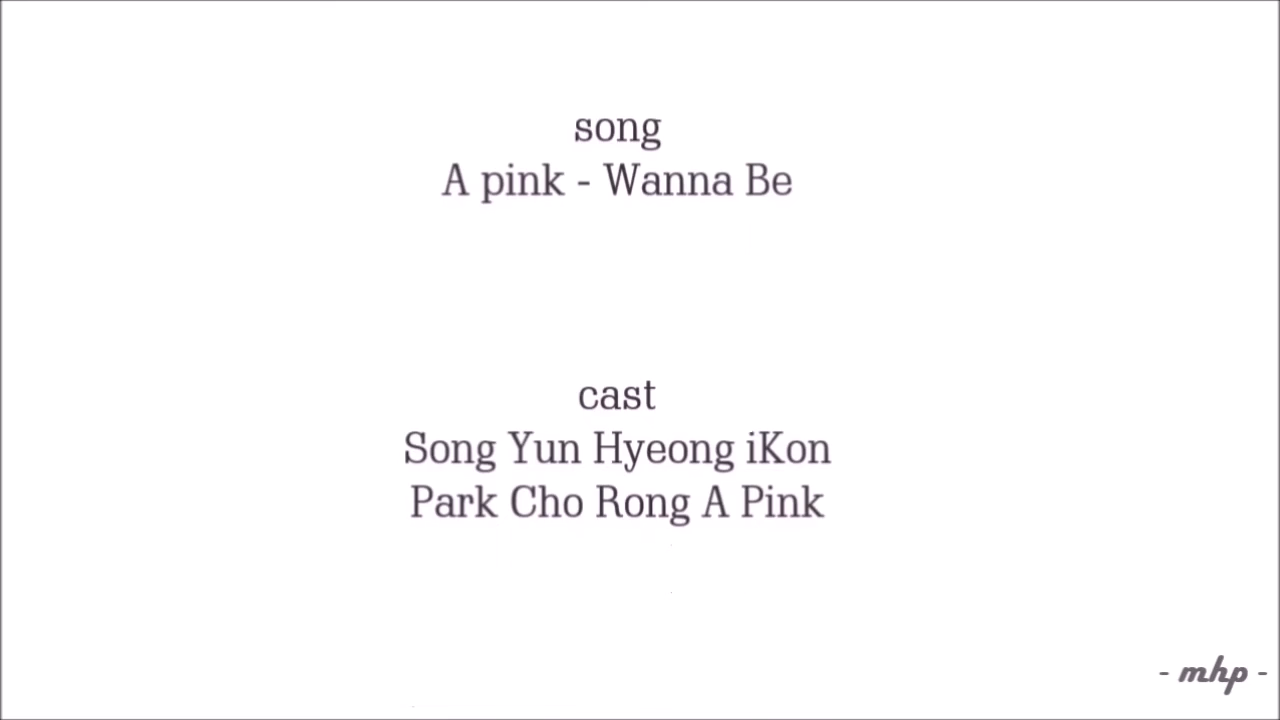 song
A pink - Wanna Be
cast
Song Yun Hyeong iKon
Park Cho Rong A Pink
- mhp -